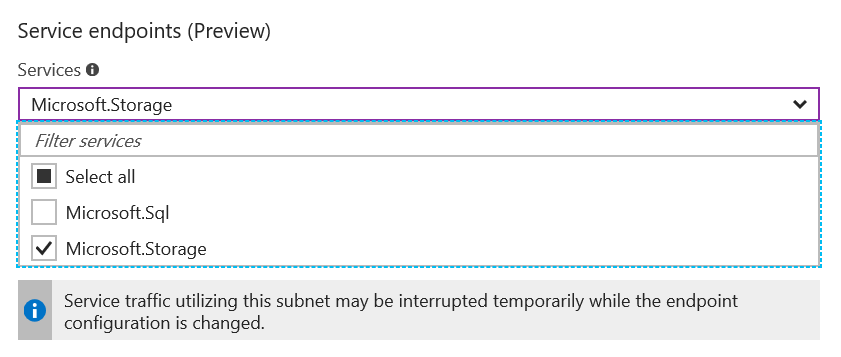 Service endpoints (Preview)
Services
Microsoft.Storage
Filter services
Select all
Microsoft.Sql
Microsoft.Storage
Service traffic utilizing this subnet may be interrupted temporarily while the endpoint
configuration is changed.